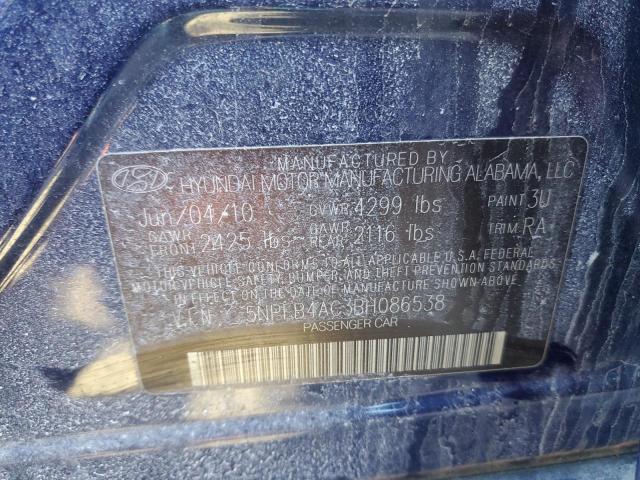 MANUFACTURED BY
HYUNDAI MOTOR MANUFACTURING ALABAMA, LLC
Jun/04/10 GVWR 4299 lbs PAINT 3U
GAWR FRONT 2425 lbs GAWR REAR 2116 lbs TRIM RA
THIS VEHICLE CONFORMS TO ALL APPLICABLE U.S.A. FEDERAL
MOTOR VEHICLE SAFETY, BUMPER, AND THEFT PREVENTION
STANDARDS IN EFFECT ON THE DATE OF MANUFACTURE SHOWN ABOVE.
5NPEB4AC3BH086538
PASSENGER CAR